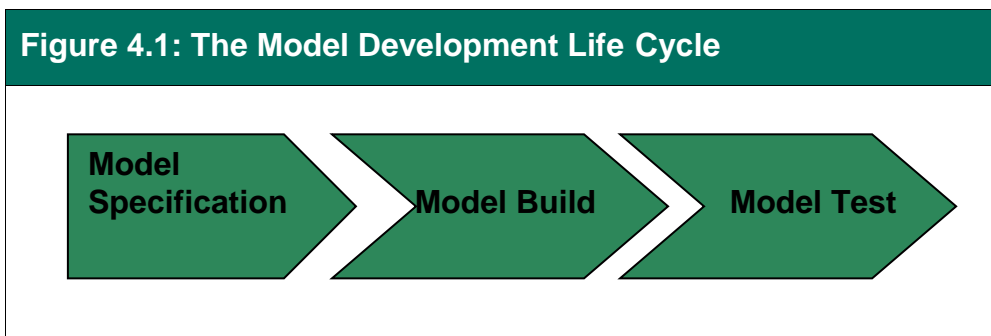 Figure 4.1: The Model Development Life Cycle
Model
Specification
Model Build
Model Test